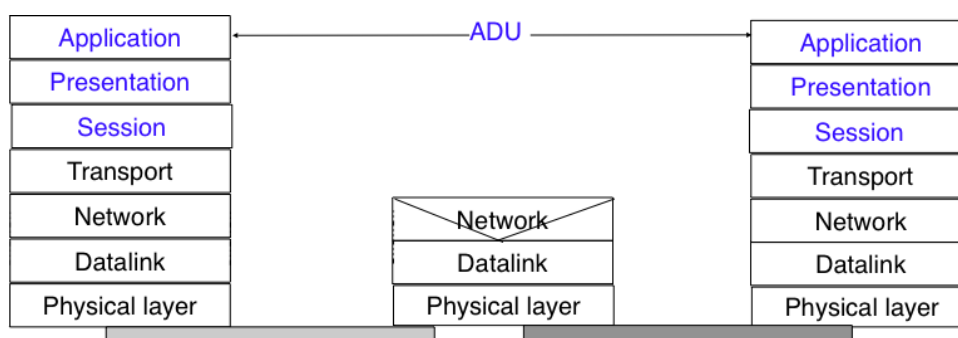 ADU
Application
Presentation
Session
Transport
Network
Datalink
Physical layer
Network
Datalink
Physical layer
Application
Presentation
Session
Transport
Network
Datalink
Physical layer